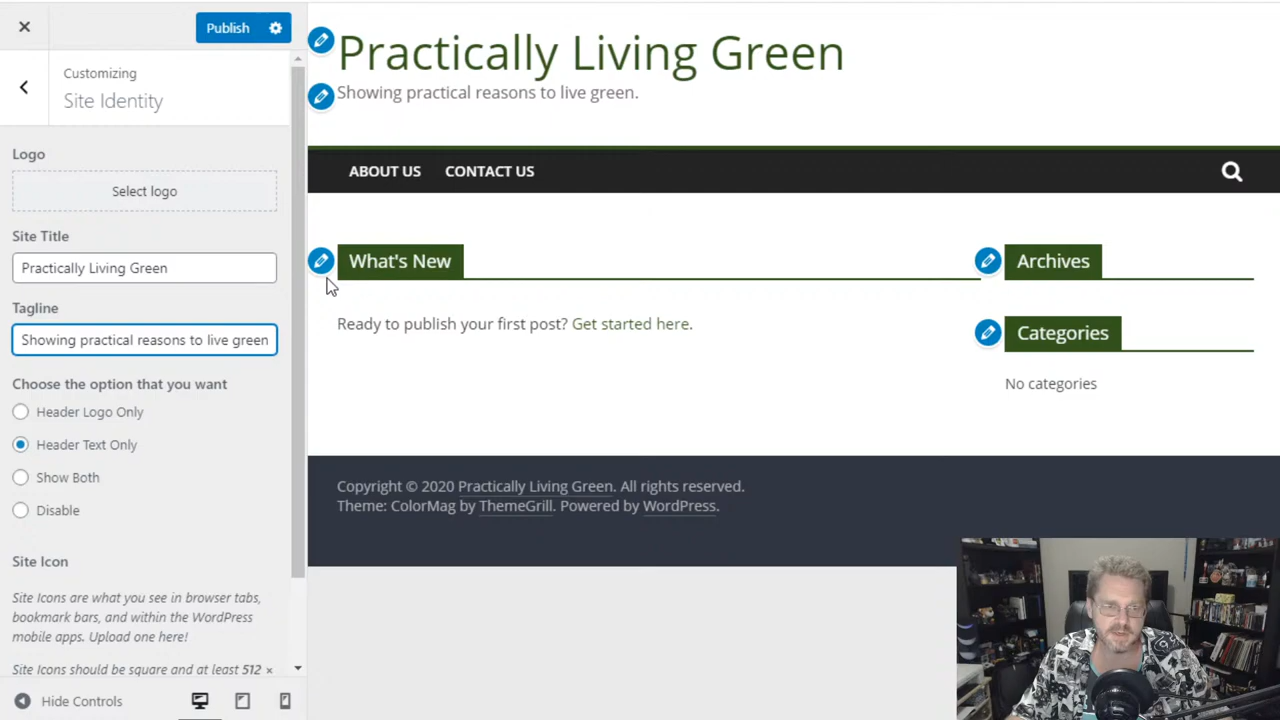 Publish
Customizing
Site Identity
Logo
Select logo
Site Title
Practically Living Green
Tagline
Showing practical reasons to live green
Choose the option that you want
Header Logo Only
Header Text Only
Show Both
Disable
Site Icon
Site Icons are what you see in browser tabs,
bookmark bars, and within the WordPress
mobile apps. Upload one here!
Site Icons should be square and at least 512 ×
Hide Controls
Practically Living Green
Showing practical reasons to live green.
ABOUT US CONTACT US
What's New
Ready to publish your first post? Get started here.
Archives
Categories
No categories
Copyright © 2020 Practically Living Green. All rights reserved.
Theme: ColorMag by ThemeGrill. Powered by WordPress.